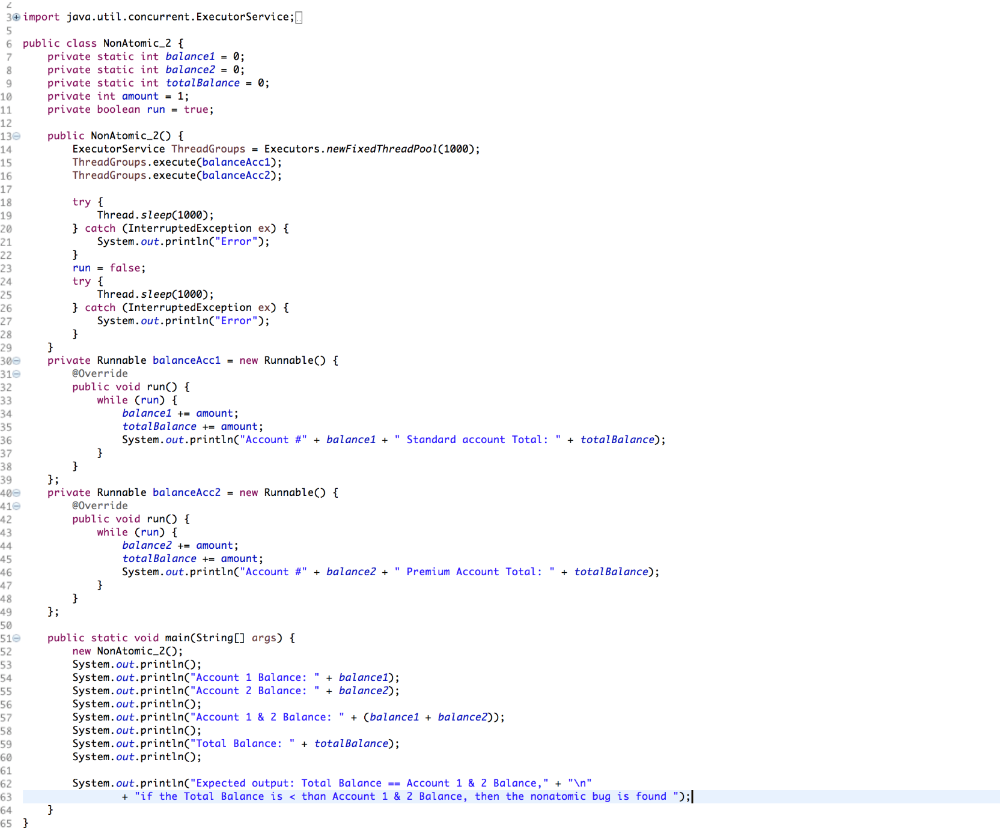 2
3 import java.util.concurrent.ExecutorService;
5
6 public class NonAtomic_2 {
7     private static int balance1 = 0;
8     private static int balance2 = 0;
9     private static int totalBalance = 0;
10     private int amount = 1;
11     private boolean run = true;
12
13     public NonAtomic_2() {
14         ExecutorService ThreadGroups = Executors.newFixedThreadPool(1000);
15         ThreadGroups.execute(balanceAcc1);
16         ThreadGroups.execute(balanceAcc2);
17
18         try {
19             Thread.sleep(1000);
20         } catch (InterruptedException ex) {
21             System.out.println("Error");
22         }
23         run = false;
24         try {
25             Thread.sleep(1000);
26         } catch (InterruptedException ex) {
27             System.out.println("Error");
28         }
29     }
30     private Runnable balanceAcc1 = new Runnable() {
31         @Override
32         public void run() {
33             while (run) {
34                 balance1 += amount;
35                 totalBalance += amount;
36                 System.out.println("Account #" + balance1 + " Standard account Total: " + totalBalance);
37             }
38         }
39     };
40     private Runnable balanceAcc2 = new Runnable() {
41         @Override
42         public void run() {
43             while (run) {
44                 balance2 += amount;
45                 totalBalance += amount;
46                 System.out.println("Account #" + balance2 + " Premium Account Total: " + totalBalance);
47             }
48         }
49     };
50
51     public static void main(String[] args) {
52         new NonAtomic_2();
53         System.out.println();
54         System.out.println("Account 1 Balance: " + balance1);
55         System.out.println("Account 2 Balance: " + balance2);
56         System.out.println();
57         System.out.println("Account 1 & 2 Balance: " + (balance1 + balance2));
58         System.out.println();
59         System.out.println("Total Balance: " + totalBalance);
60         System.out.println();
61
62         System.out.println("Expected output: Total Balance == Account 1 & 2 Balance," + "\n"
63                 + "if the Total Balance is < than Account 1 & 2 Balance, then the nonatomic bug is found ");
64     }
65 }